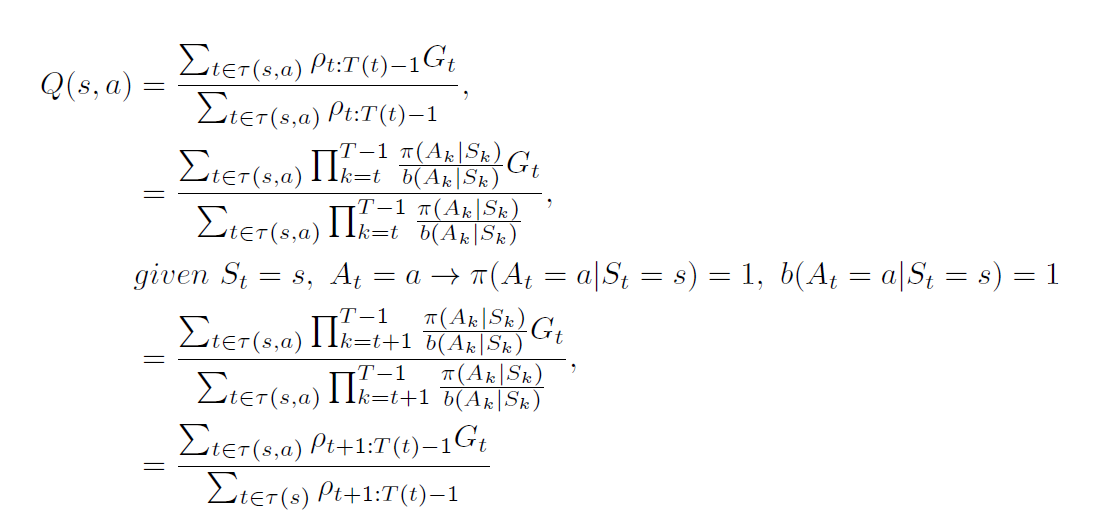 Q(s, a) = \frac{\sum_{t \in \tau(s,a)} \rho_{t:T(t)-1} G_t}{\sum_{t \in \tau(s,a)} \rho_{t:T(t)-1}},
= \frac{\sum_{t \in \tau(s,a)} \prod_{k=t}^{T-1} \frac{\pi(A_k|S_k)}{b(A_k|S_k)} G_t}{\sum_{t \in \tau(s,a)} \prod_{k=t}^{T-1} \frac{\pi(A_k|S_k)}{b(A_k|S_k)}},
given S_t = s, A_t = a → π(A_t = a|S_t = s) = 1, b(A_t = a|S_t = s) = 1
= \frac{\sum_{t \in \tau(s,a)} \prod_{k=t+1}^{T-1} \frac{\pi(A_k|S_k)}{b(A_k|S_k)} G_t}{\sum_{t \in \tau(s,a)} \prod_{k=t+1}^{T-1} \frac{\pi(A_k|S_k)}{b(A_k|S_k)}},
= \frac{\sum_{t \in \tau(s,a)} \rho_{t+1:T(t)-1} G_t}{\sum_{t \in \tau(s)} \rho_{t+1:T(t)-1}}